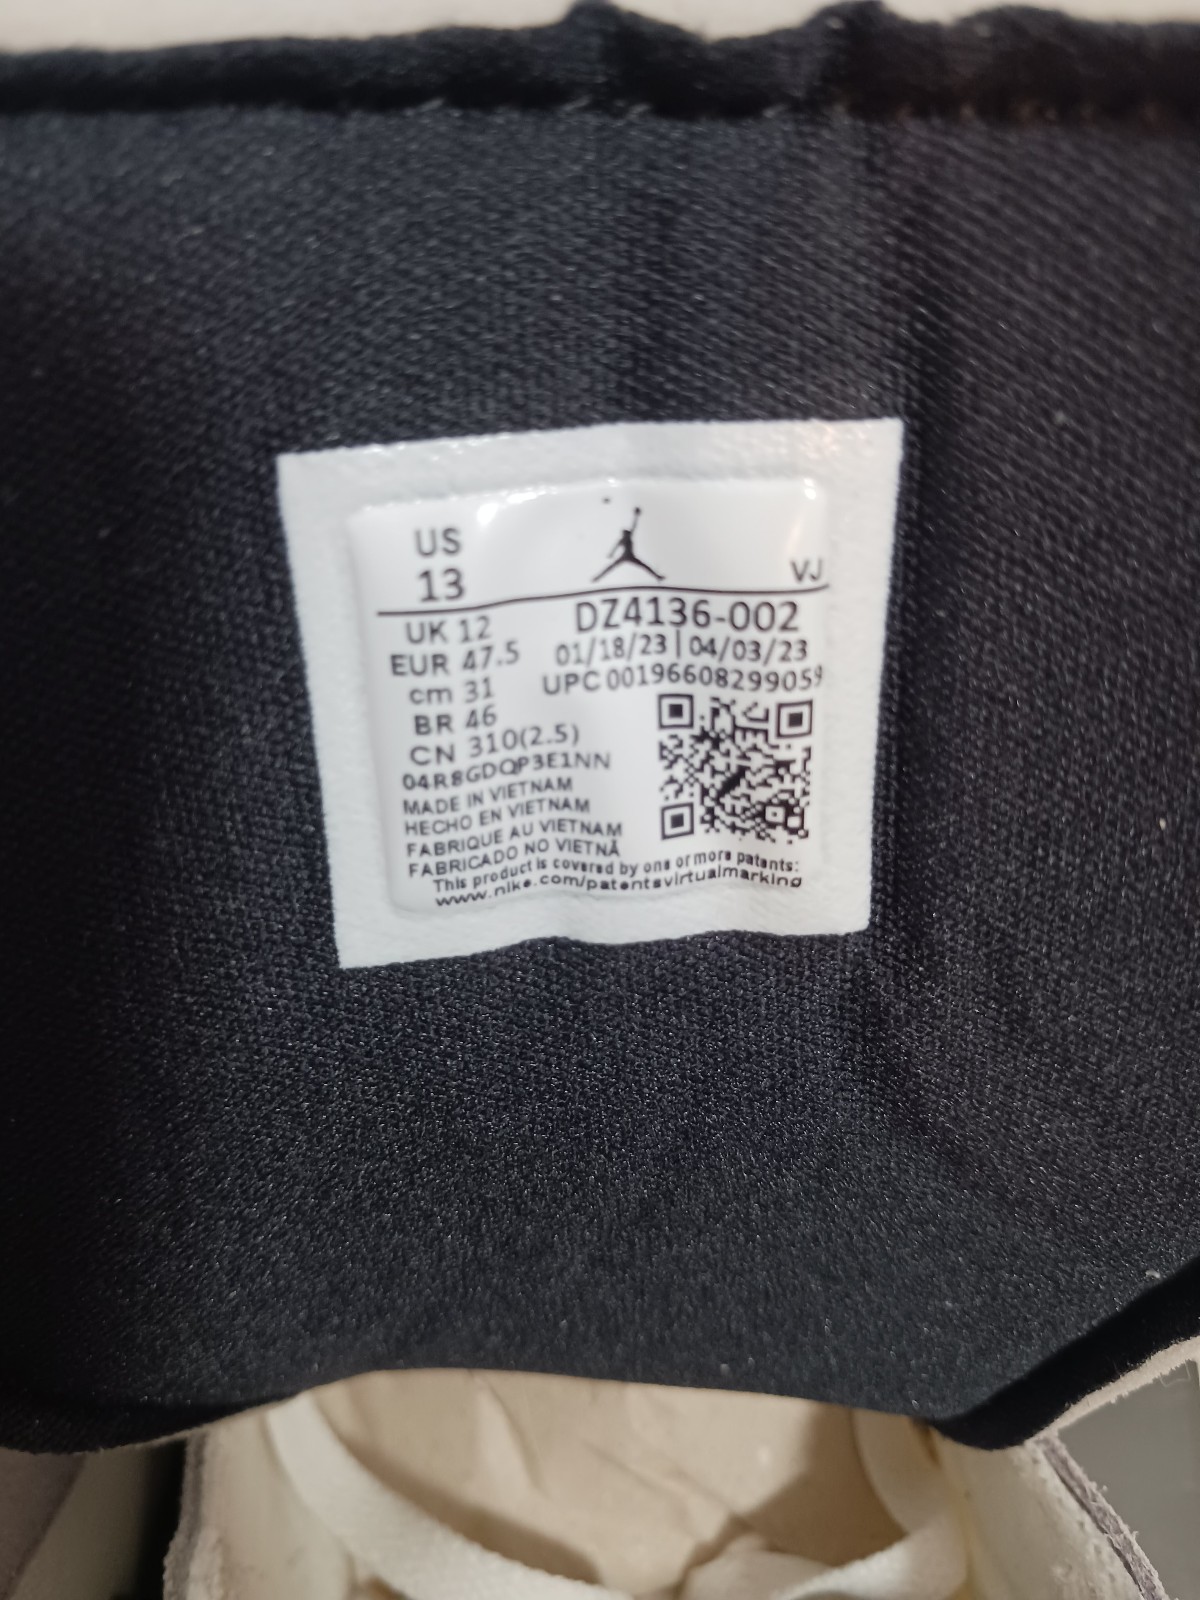 US
13
VJ
UK 12
EUR 47.5
cm 31
BR 46
CN 310(2.5)
04R8GDQP3E1NN
MADE IN VIETNAM
HECHO EN VIETNAM
FABRIQUE AU VIETNAM
FABRICADO NO VIETNÃ
DZ4136-002
01/18/23 | 04/03/23
UPC 00196608299059
This product is covered by one or more patents:
www.nike.com/patentsvirtualmarking